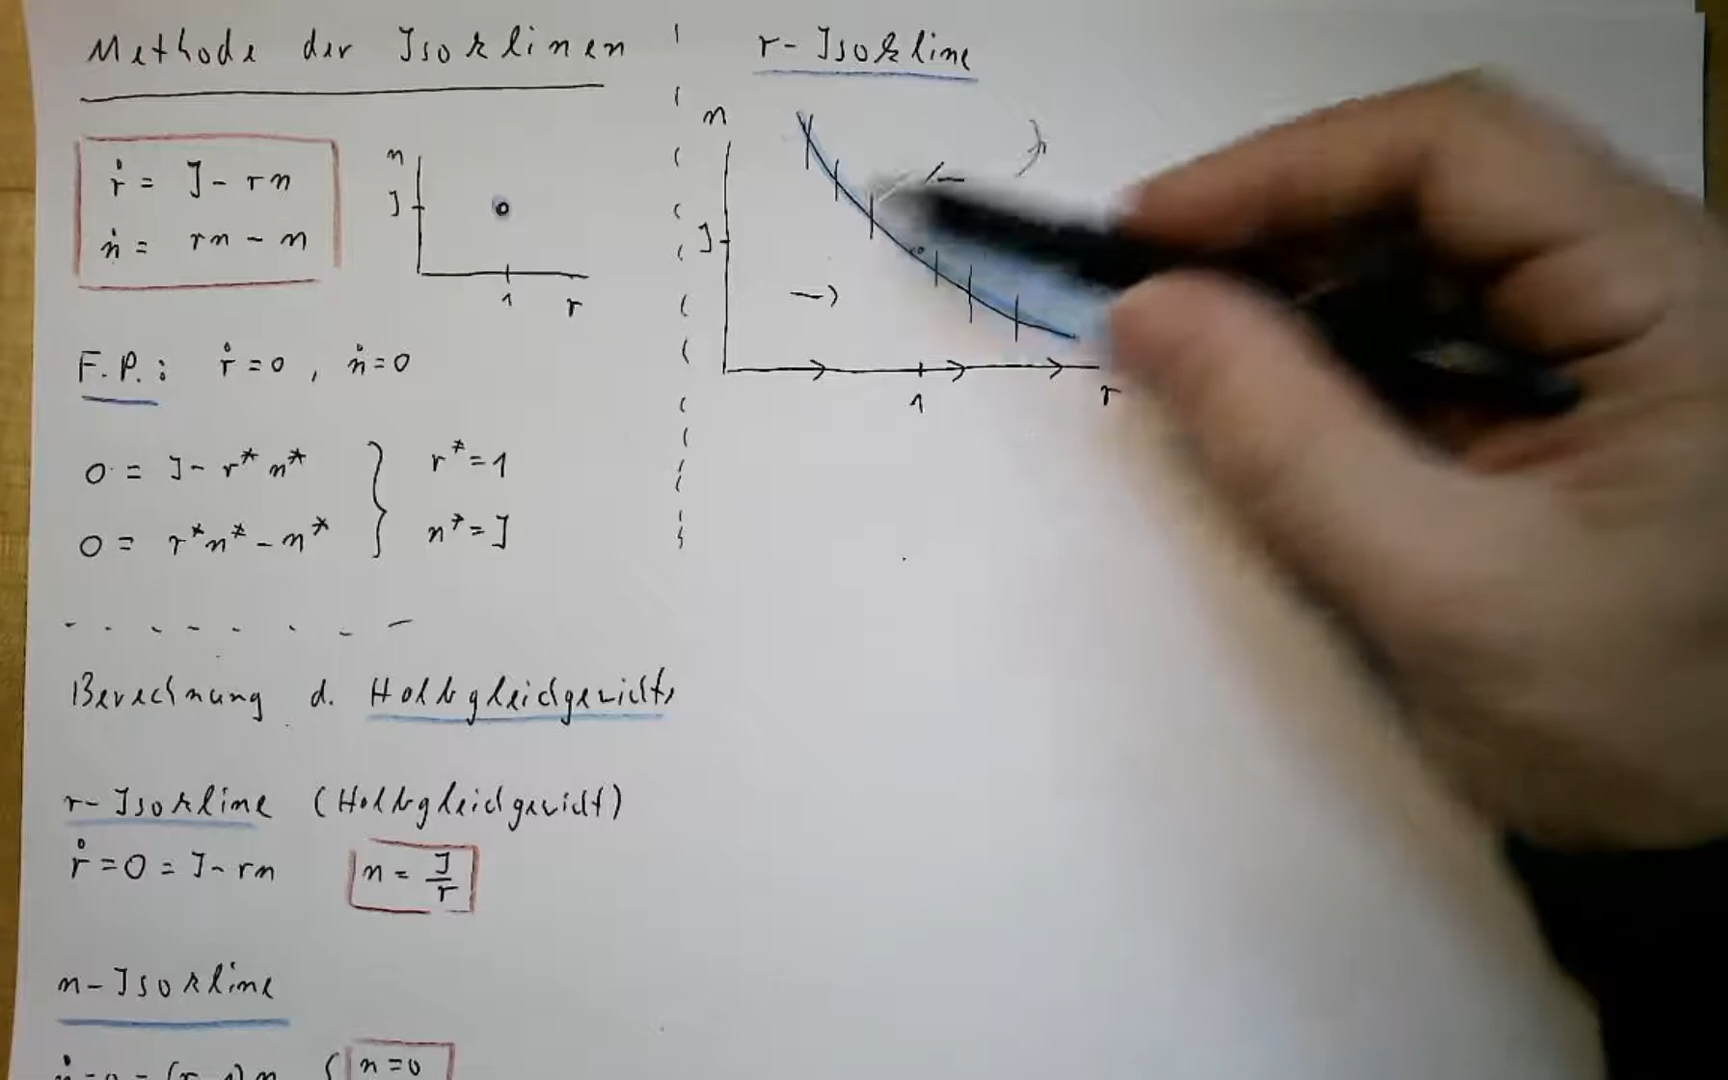 Methode der Isoklinen
ṙ = J - rn
ṅ = rn - n
n
J
1
r
F.P.: ṙ=0 , ṅ=0
0 = J - r* n*
0 = r*n* - n*
r*=1
n*=J
Berechnung d. Halbgleichgewichts
r-Isokline (Halbgleichgewicht)
ṙ=0=J-rn n = J/r
n-Isokline
n=0
r-Isokline
n
J
1
r